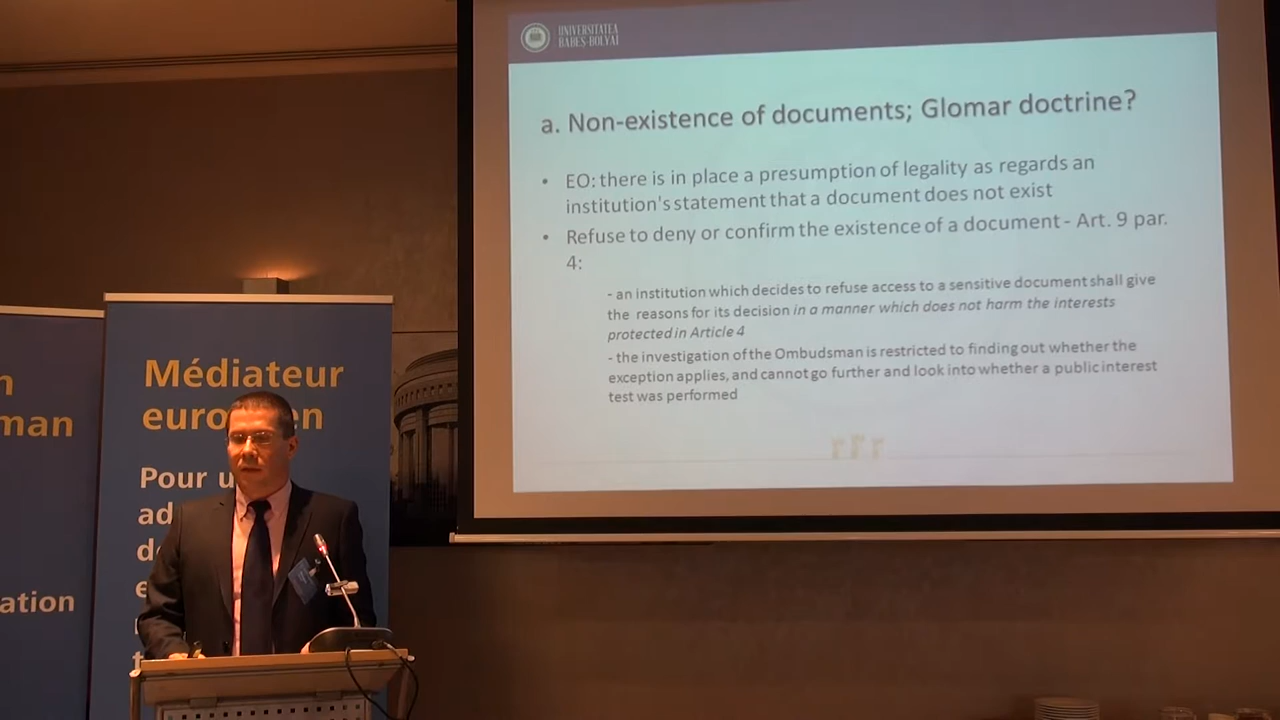 UNIVERSITATEA
BABEȘ-BOLYAI
a. Non-existence of documents; Glomar doctrine?
• EO: there is in place a presumption of legality as regards an
institution's statement that a document does not exist
• Refuse to deny or confirm the existence of a document - Art. 9 par.
4:
- an institution which decides to refuse access to a sensitive document shall give
the reasons for its decision in a manner which does not harm the interests
protected in Article 4
- the investigation of the Ombudsman is restricted to finding out whether the
exception applies, and cannot go further and look into whether a public interest
test was performed
Médiateur
Pour